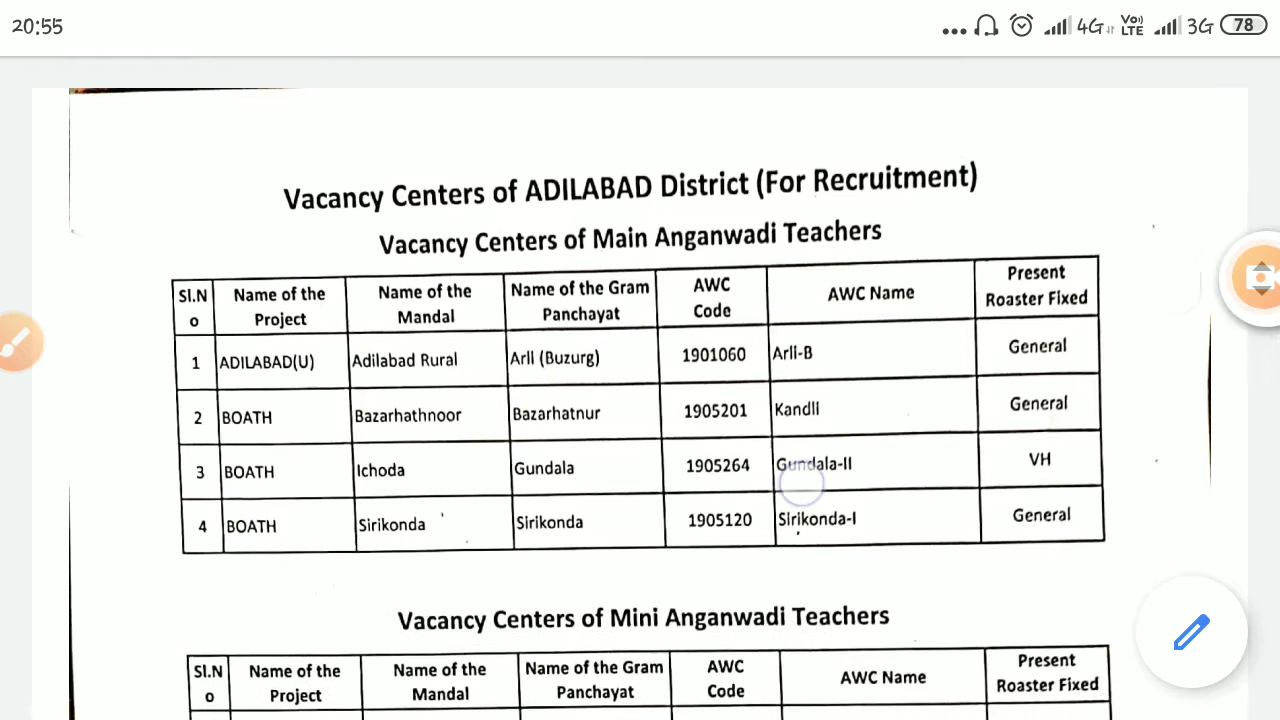 20:55
4G Vo)) LTE 3G 78
Vacancy Centers of ADILABAD District (For Recruitment)
Vacancy Centers of Main Anganwadi Teachers
Sl.No Name of the Project Name of the Mandal Name of the Gram Panchayat AWC Code AWC Name Present Roaster Fixed
1 ADILABAD(U) Adilabad Rural Arli (Buzurg) 1901060 Arli-B General
2 BOATH Bazarhathnoor Bazarhatnur 1905201 Kandli General
3 BOATH Ichoda Gundala 1905264 Gundala-II VH
4 BOATH Sirikonda Sirikonda 1905120 Sirikonda-I General
Vacancy Centers of Mini Anganwadi Teachers
Sl.No Name of the Project Name of the Mandal Name of the Gram Panchayat AWC Code AWC Name Present Roaster Fixed